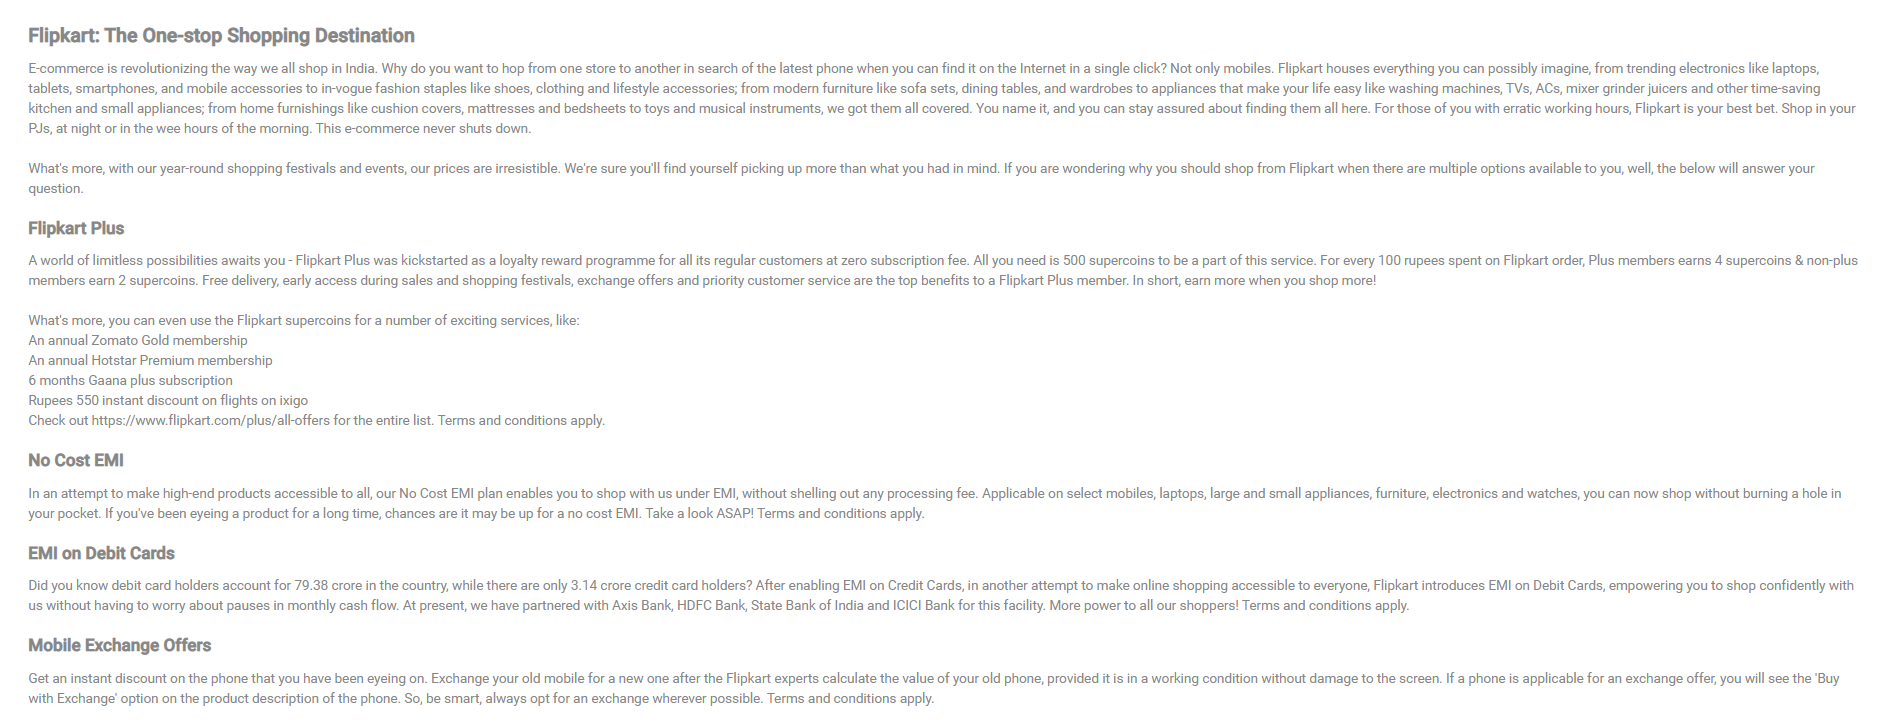 Flipkart: The One-stop Shopping Destination
E-commerce is revolutionizing the way we all shop in India. Why do you want to hop from one store to another in search of the latest phone when you can find it on the Internet in a single click? Not only mobiles. Flipkart houses everything you can possibly imagine, from trending electronics like laptops,
tablets, smartphones, and mobile accessories to in-vogue fashion staples like shoes, clothing and lifestyle accessories; from modern furniture like sofa sets, dining tables, and wardrobes to appliances that make your life easy like washing machines, TVs, ACs, mixer grinder juicers and other time-saving
kitchen and small appliances; from home furnishings like cushion covers, mattresses and bedsheets to toys and musical instruments, we got them all covered. You name it, and you can stay assured about finding them all here. For those of you with erratic working hours, Flipkart is your best bet. Shop in your
PJs, at night or in the wee hours of the morning. This e-commerce never shuts down.
What's more, with our year-round shopping festivals and events, our prices are irresistible. We're sure you'll find yourself picking up more than what you had in mind. If you are wondering why you should shop from Flipkart when there are multiple options available to you, well, the below will answer your
question.
Flipkart Plus
A world of limitless possibilities awaits you - Flipkart Plus was kickstarted as a loyalty reward programme for all its regular customers at zero subscription fee. All you need is 500 supercoins to be a part of this service. For every 100 rupees spent on Flipkart order, Plus members earns 4 supercoins & non-plus
members earn 2 supercoins. Free delivery, early access during sales and shopping festivals, exchange offers and priority customer service are the top benefits to a Flipkart Plus member. In short, earn more when you shop more!
What's more, you can even use the Flipkart supercoins for a number of exciting services, like:
An annual Zomato Gold membership
An annual Hotstar Premium membership
6 months Gaana plus subscription
Rupees 550 instant discount on flights on ixigo
Check out https://www.flipkart.com/plus/all-offers for the entire list. Terms and conditions apply.
No Cost EMI
In an attempt to make high-end products accessible to all, our No Cost EMI plan enables you to shop with us under EMI, without shelling out any processing fee. Applicable on select mobiles, laptops, large and small appliances, furniture, electronics and watches, you can now shop without burning a hole in
your pocket. If you've been eyeing a product for a long time, chances are it may be up for a no cost EMI. Take a look ASAP! Terms and conditions apply.
EMI on Debit Cards
Did you know debit card holders account for 79.38 crore in the country, while there are only 3.14 crore credit card holders? After enabling EMI on Credit Cards, in another attempt to make online shopping accessible to everyone, Flipkart introduces EMI on Debit Cards, empowering you to shop confidently with
us without having to worry about pauses in monthly cash flow. At present, we have partnered with Axis Bank, HDFC Bank, State Bank of India and ICICI Bank for this facility. More power to all our shoppers! Terms and conditions apply.
Mobile Exchange Offers
Get an instant discount on the phone that you have been eyeing on. Exchange your old mobile for a new one after the Flipkart experts calculate the value of your old phone, provided it is in a working condition without damage to the screen. If a phone is applicable for an exchange offer, you will see the 'Buy
with Exchange' option on the product description of the phone. So, be smart, always opt for an exchange wherever possible. Terms and conditions apply.